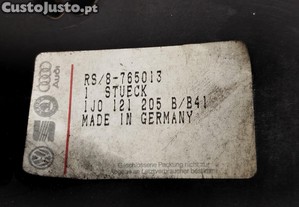 CustoJusto.pt
Audi
RS/8-765013
1 STUECK
1J0 121 205 B/B41
MADE IN GERMANY